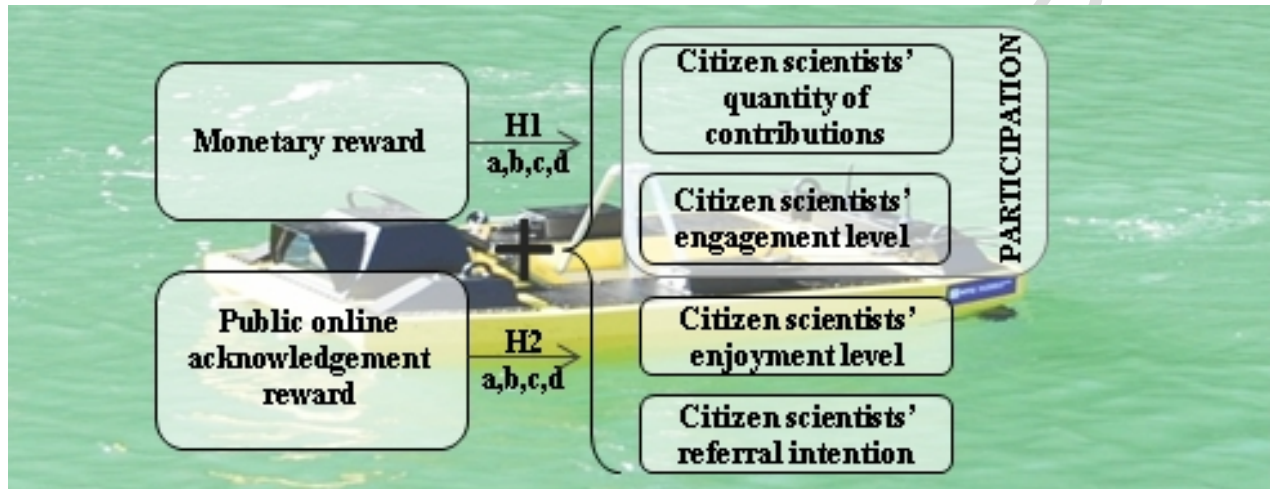 Monetary reward
H1
a,b,c,d
Public online
acknowledgement
reward
H2
a,b,c,d
+
Citizen scientists’
quantity of
contributions
Citizen scientists’
engagement level
PARTICIPATION
Citizen scientists’
enjoyment level
Citizen scientists’
referral intention